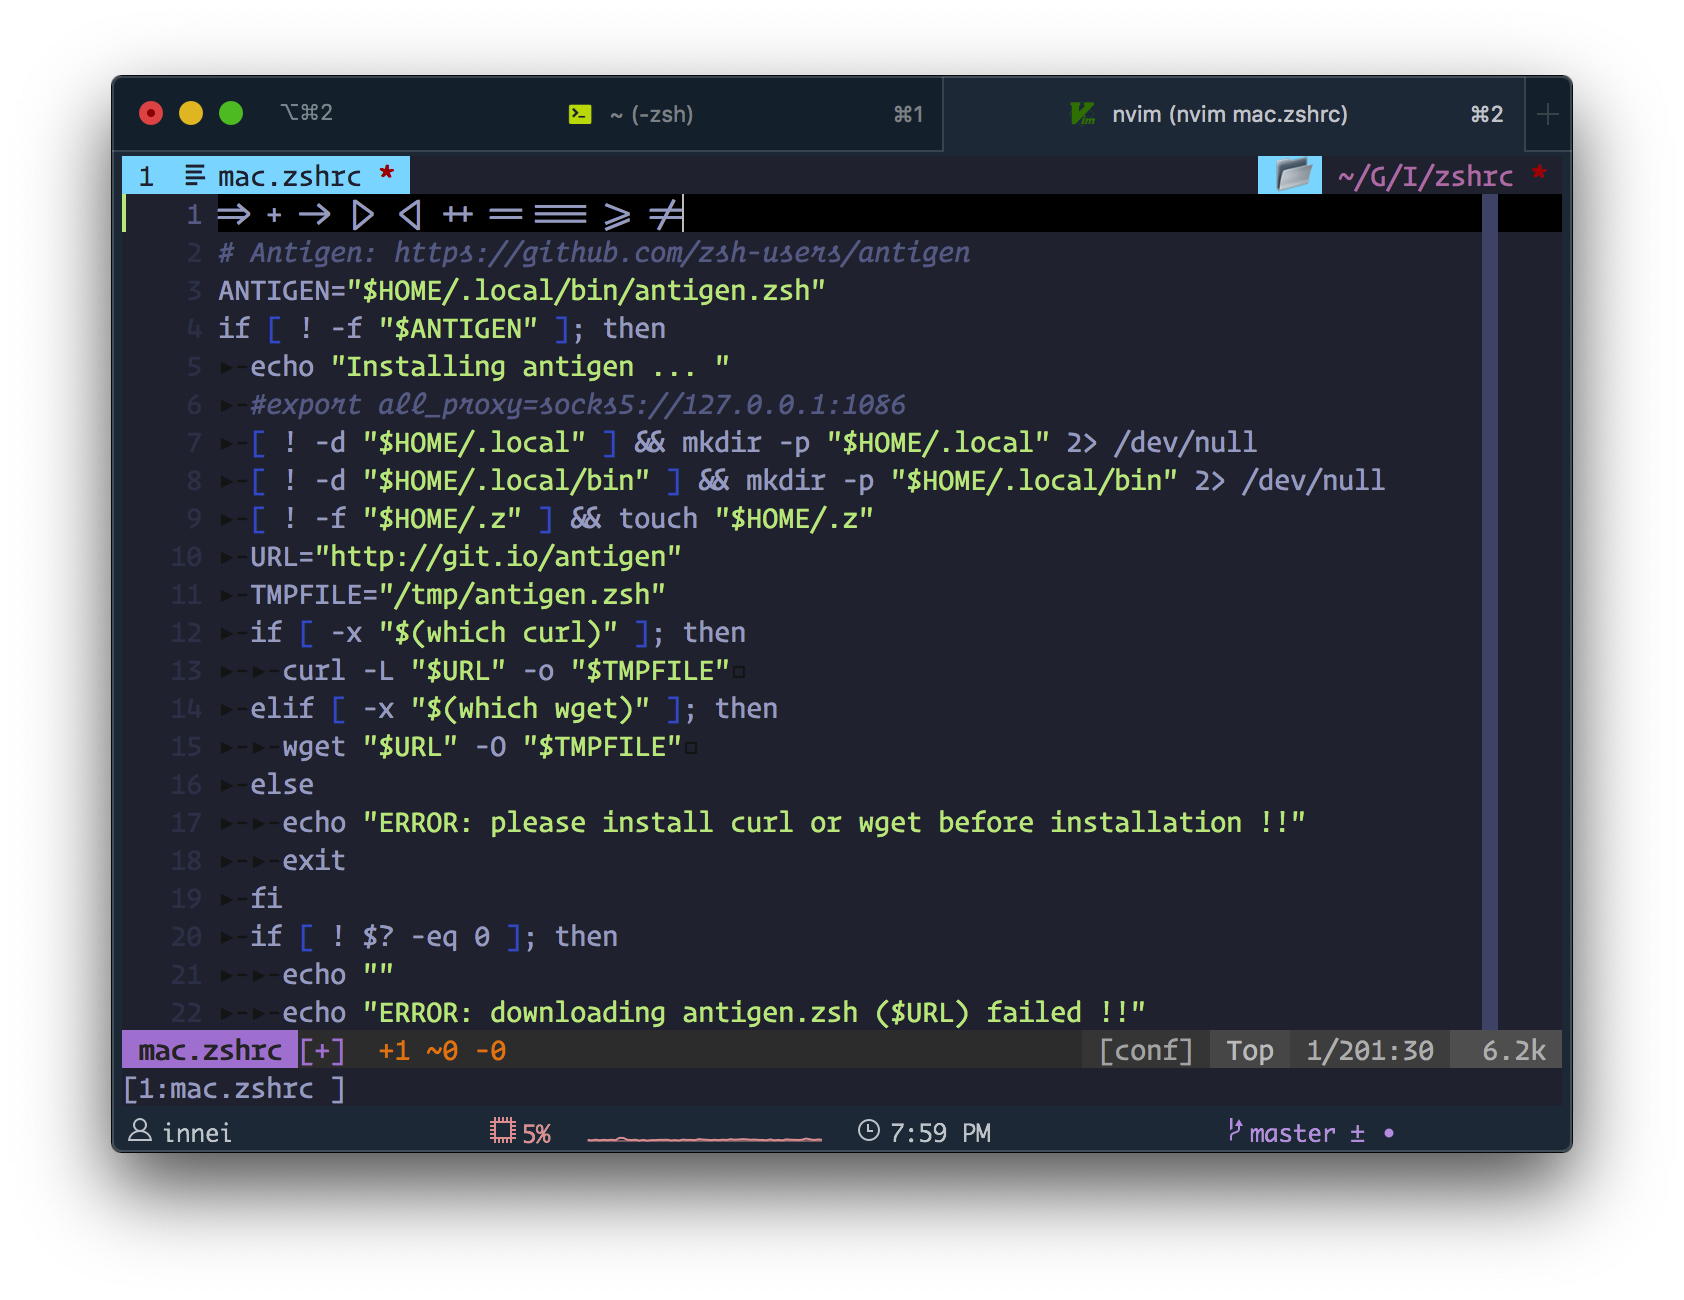 ⌥⌘2 ~ (-zsh) ⌘1 nvim (nvim mac.zshrc) ⌘2 +
1 mac.zshrc * ~/G/I/zshrc *
1 => + -> |> <| ++ == === >= !=
2 # Antigen: https://github.com/zsh-users/antigen
3 ANTIGEN="$HOME/.local/bin/antigen.zsh"
4 if [ ! -f "$ANTIGEN" ]; then
5 ▸-echo "Installing antigen ... "
6 ▸-#export all_proxy=socks5://127.0.0.1:1086
7 ▸-[ ! -d "$HOME/.local" ] && mkdir -p "$HOME/.local" 2> /dev/null
8 ▸-[ ! -d "$HOME/.local/bin" ] && mkdir -p "$HOME/.local/bin" 2> /dev/null
9 ▸-[ ! -f "$HOME/.z" ] && touch "$HOME/.z"
10 ▸-URL="http://git.io/antigen"
11 ▸-TMPFILE="/tmp/antigen.zsh"
12 ▸-if [ -x "$(which curl)" ]; then
13 ▸-▸-curl -L "$URL" -o "$TMPFILE"▫
14 ▸-elif [ -x "$(which wget)" ]; then
15 ▸-▸-wget "$URL" -O "$TMPFILE"▫
16 ▸-else
17 ▸-▸-echo "ERROR: please install curl or wget before installation !!"
18 ▸-▸-exit
19 ▸-fi
20 ▸-if [ ! $? -eq 0 ]; then
21 ▸-▸-echo ""
22 ▸-▸-echo "ERROR: downloading antigen.zsh ($URL) failed !!"
mac.zshrc [+] +1 ~0 -0 [conf] Top 1/201:30 6.2k
[1:mac.zshrc ]
innei 5% 7:59 PM master ± •